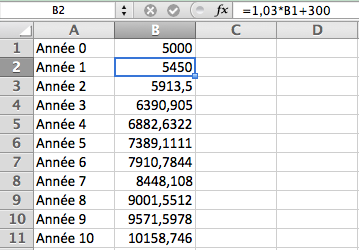 B2 fx =1,03*B1+300
A B C D
1 Année 0 5000
2 Année 1 5450
3 Année 2 5913,5
4 Année 3 6390,905
5 Année 4 6882,6322
6 Année 5 7389,1111
7 Année 6 7910,7844
8 Année 7 8448,108
9 Année 8 9001,5512
10 Année 9 9571,5978
11 Année 10 10158,746